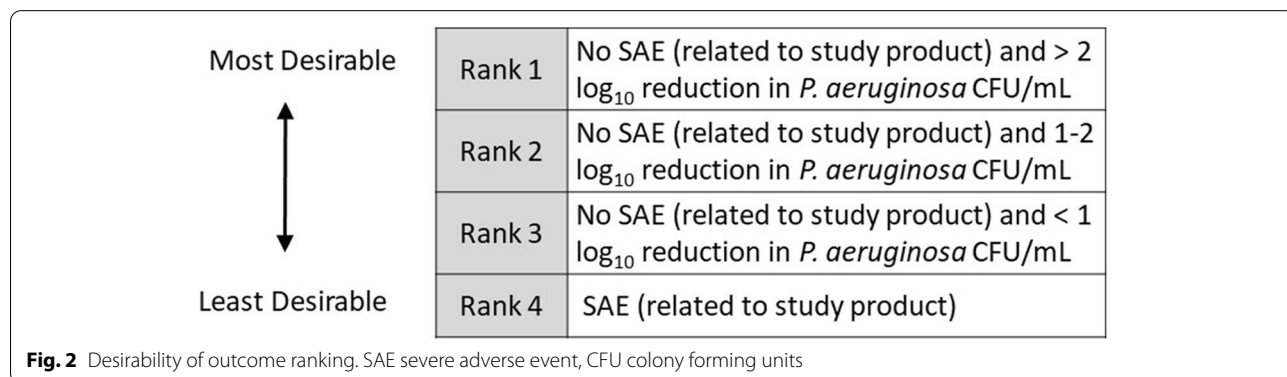 Most Desirable
Least Desirable
Rank 1
No SAE (related to study product) and > 2
log₁₀ reduction in P. aeruginosa CFU/mL
Rank 2
No SAE (related to study product) and 1-2
log₁₀ reduction in P. aeruginosa CFU/mL
Rank 3
No SAE (related to study product) and < 1
log₁₀ reduction in P. aeruginosa CFU/mL
Rank 4
SAE (related to study product)
Fig. 2 Desirability of outcome ranking. SAE severe adverse event, CFU colony forming units